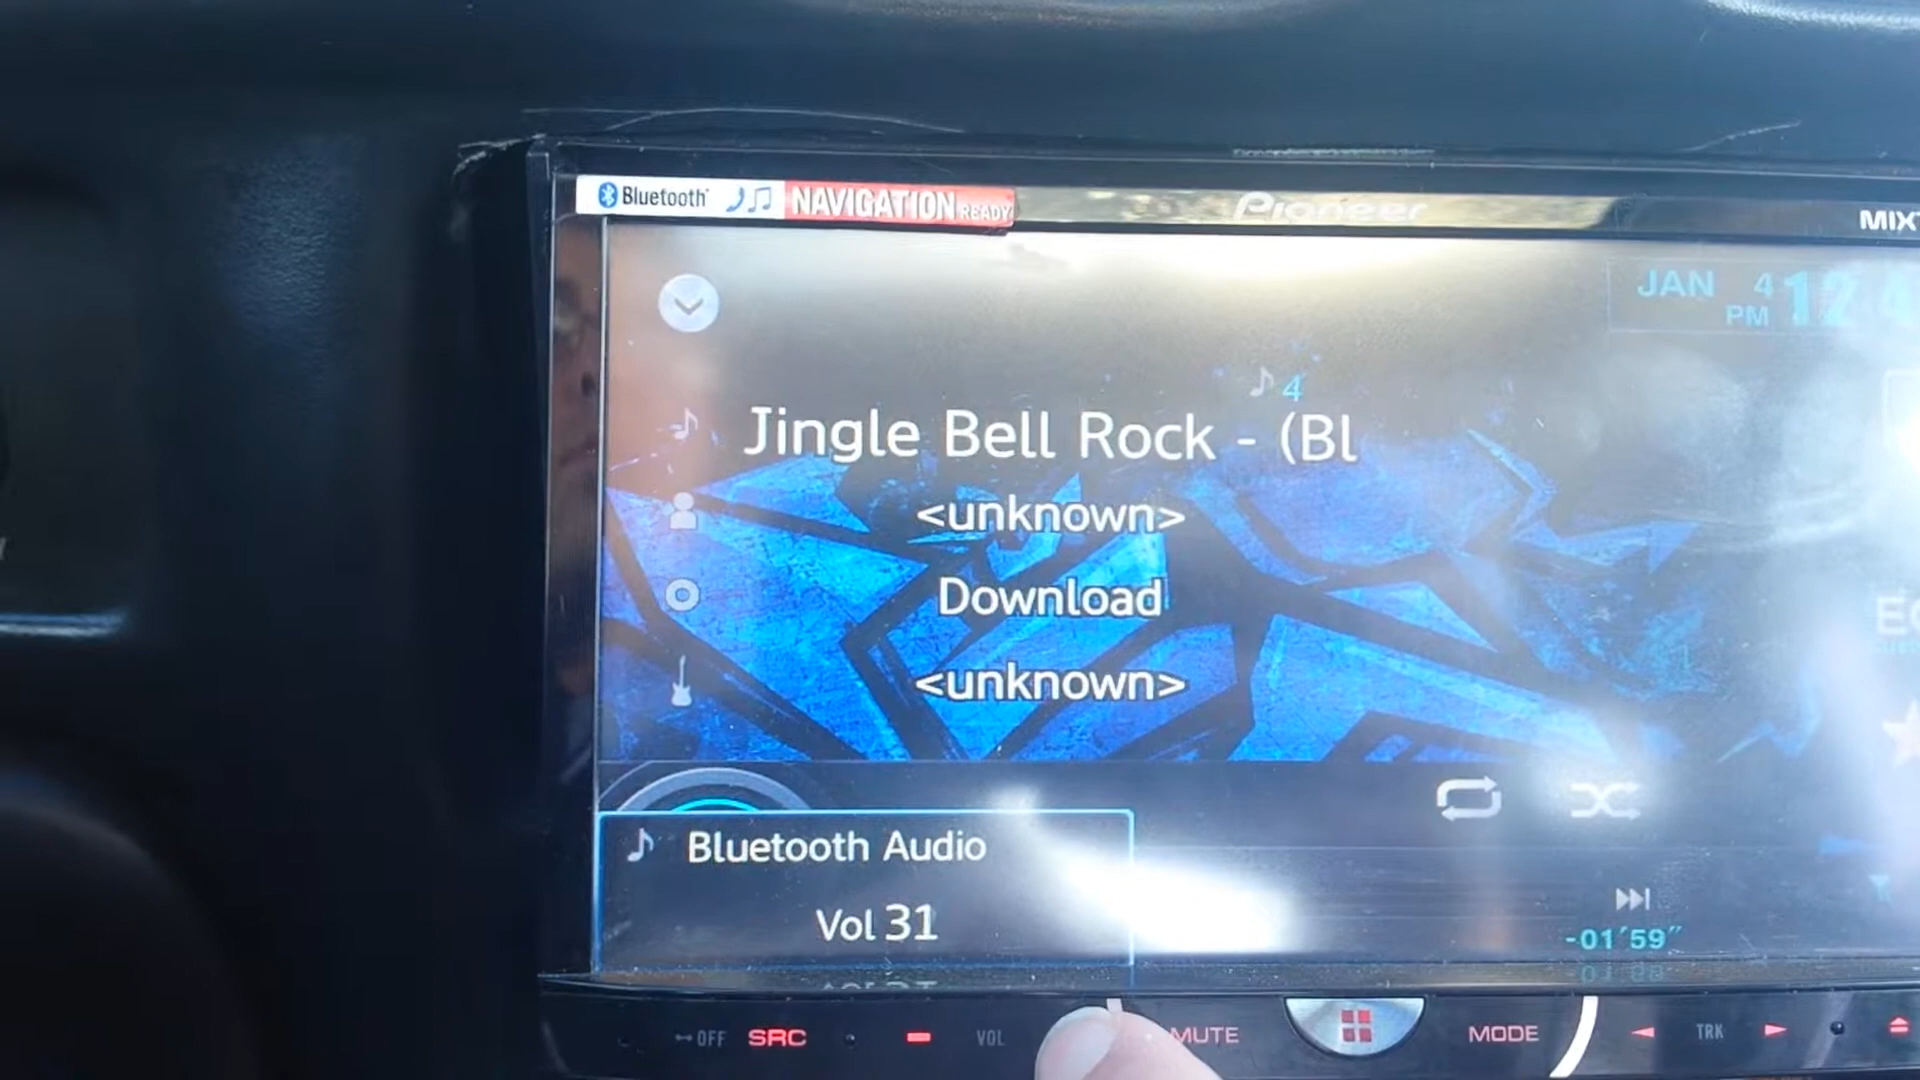 Bluetooth NAVIGATION READY Pioneer
JAN 4
PM
4
Jingle Bell Rock - (Bl
<unknown>
Download
<unknown>
Bluetooth Audio
Vol 31
-01'59"
OFF SRC VOL MUTE MODE TRK